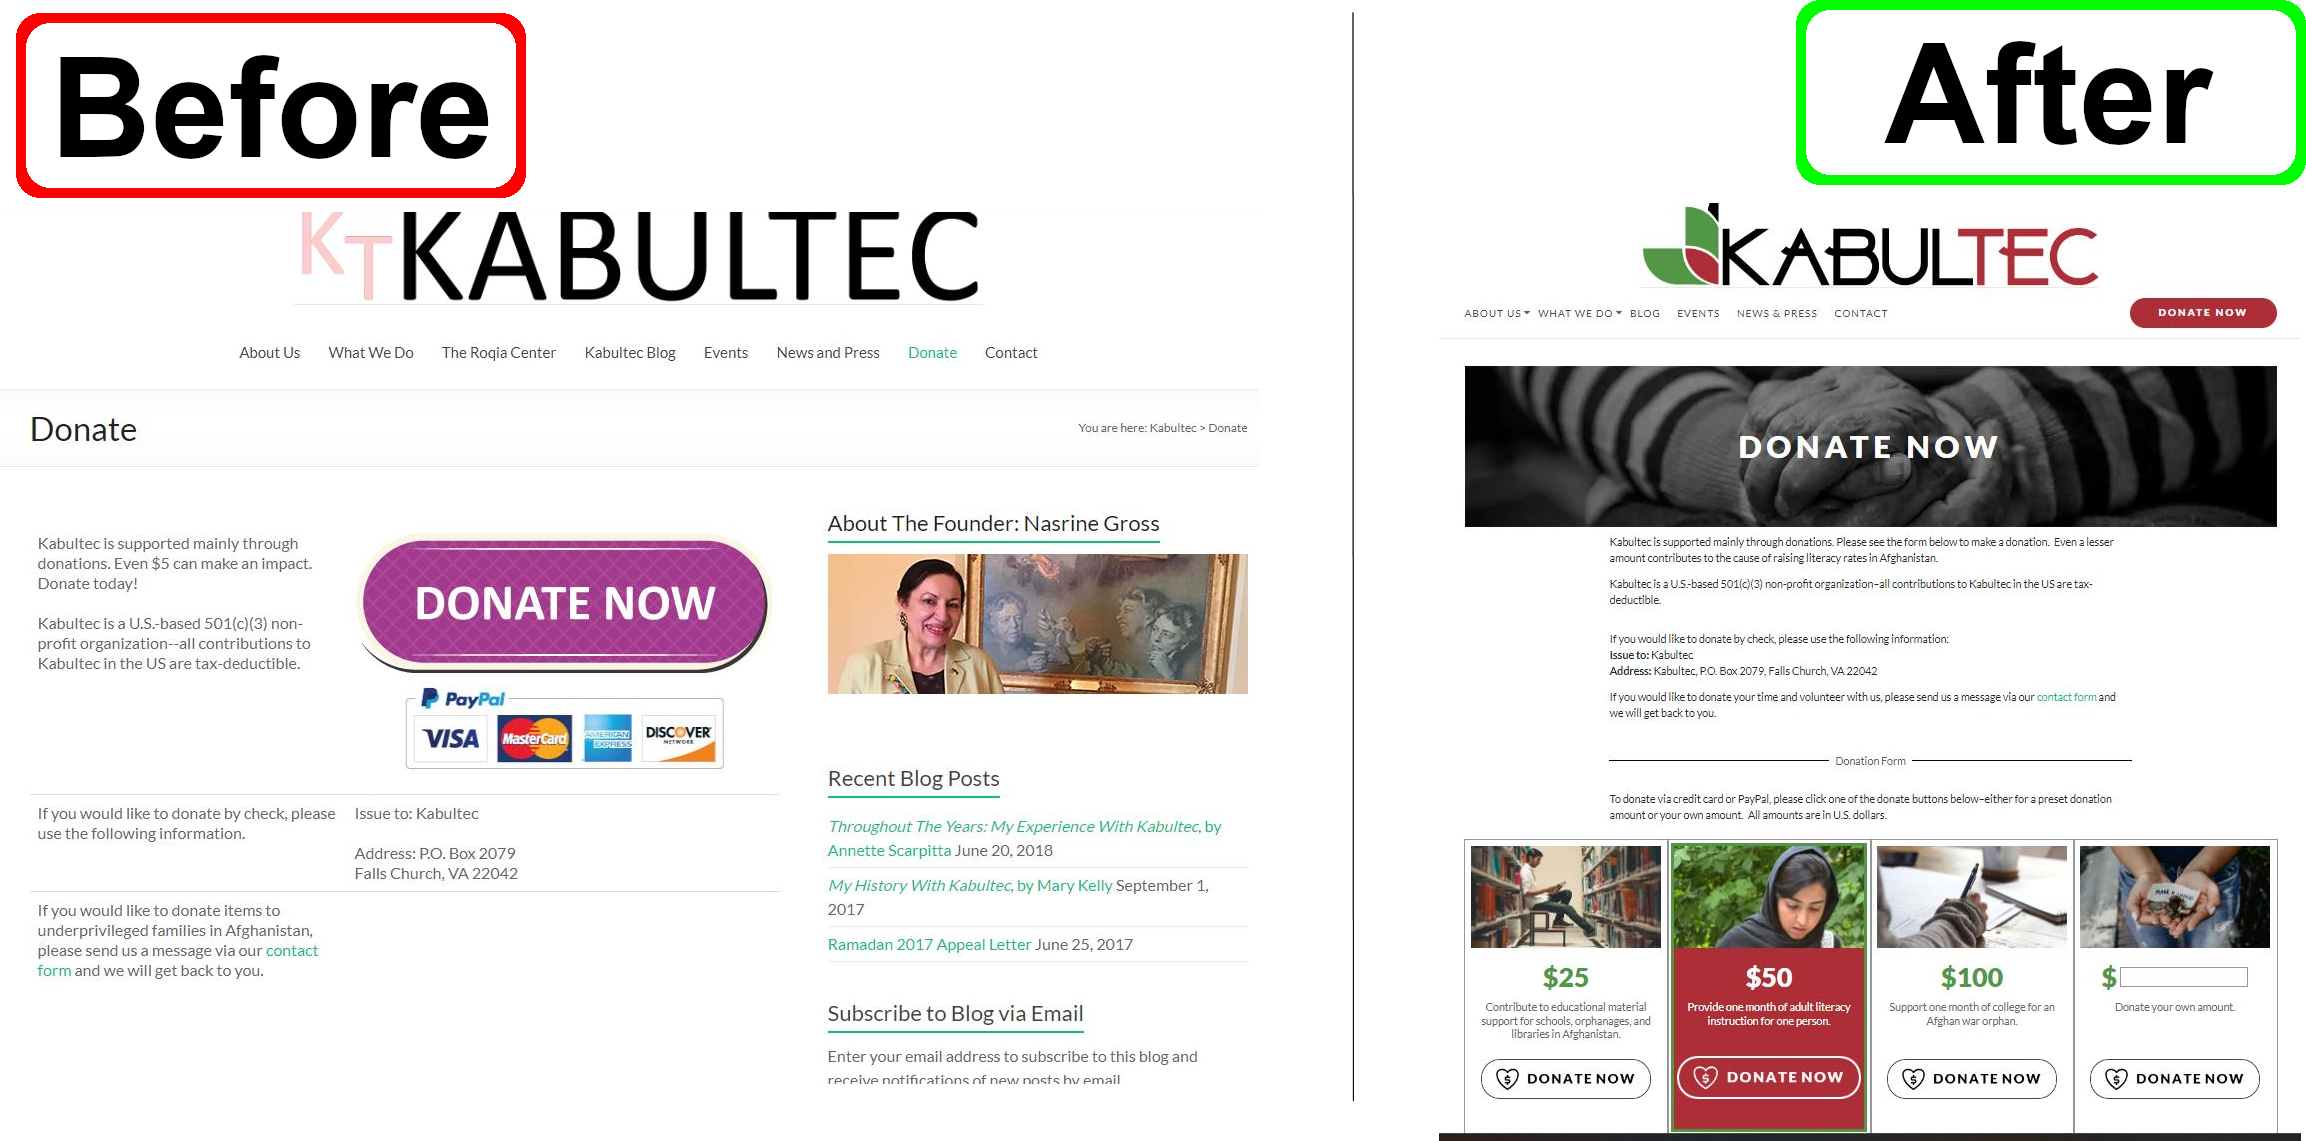 Before
KT KABULTEC
About Us What We Do The Roqia Center Kabultec Blog Events News and Press Donate Contact
Donate
You are here: Kabultec > Donate
Kabultec is supported mainly through
donations. Even $5 can make an impact.
Donate today!
Kabultec is a U.S.-based 501(c)(3) non-
profit organization--all contributions to
Kabultec in the US are tax-deductible.
DONATE NOW
PayPal
VISA MasterCard AMERICAN EXPRESS DISCOVER NETWORK
If you would like to donate by check, please
use the following information.
Issue to: Kabultec
Address: P.O. Box 2079
Falls Church, VA 22042
If you would like to donate items to
underprivileged families in Afghanistan,
please send us a message via our contact
form and we will get back to you.
About The Founder: Nasrine Gross
Recent Blog Posts
Throughout The Years: My Experience With Kabultec, by
Annette Scarpitta June 20, 2018
My History With Kabultec, by Mary Kelly September 1,
2017
Ramadan 2017 Appeal Letter June 25, 2017
Subscribe to Blog via Email
Enter your email address to subscribe to this blog and
receive notifications of new posts by email
After
KABULTEC
ABOUT US WHAT WE DO BLOG EVENTS NEWS & PRESS CONTACT
DONATE NOW
DONATE NOW
Kabultec is supported mainly through donations. Please see the form below to make a donation. Even a lesser
amount contributes to the cause of raising literacy rates in Afghanistan.
Kabultec is a U.S.-based 501(c)(3) non-profit organization–all contributions to Kabultec in the US are tax-
deductible.
If you would like to donate by check, please use the following information:
Issue to: Kabultec
Address: Kabultec, P.O. Box 2079, Falls Church, VA 22042
If you would like to donate your time and volunteer with us, please send us a message via our contact form and
we will get back to you.
Donation Form
To donate via credit card or PayPal, please click one of the donate buttons below–either for a preset donation
amount or your own amount. All amounts are in U.S. dollars.
$25
Contribute to educational material
support for schools, orphanages, and
libraries in Afghanistan.
$ DONATE NOW
$50
Provide one month of adult literacy
instruction for one person.
$ DONATE NOW
$100
Support one month of college for an
Afghan war orphan.
$ DONATE NOW
$
Donate your own amount.
$ DONATE NOW